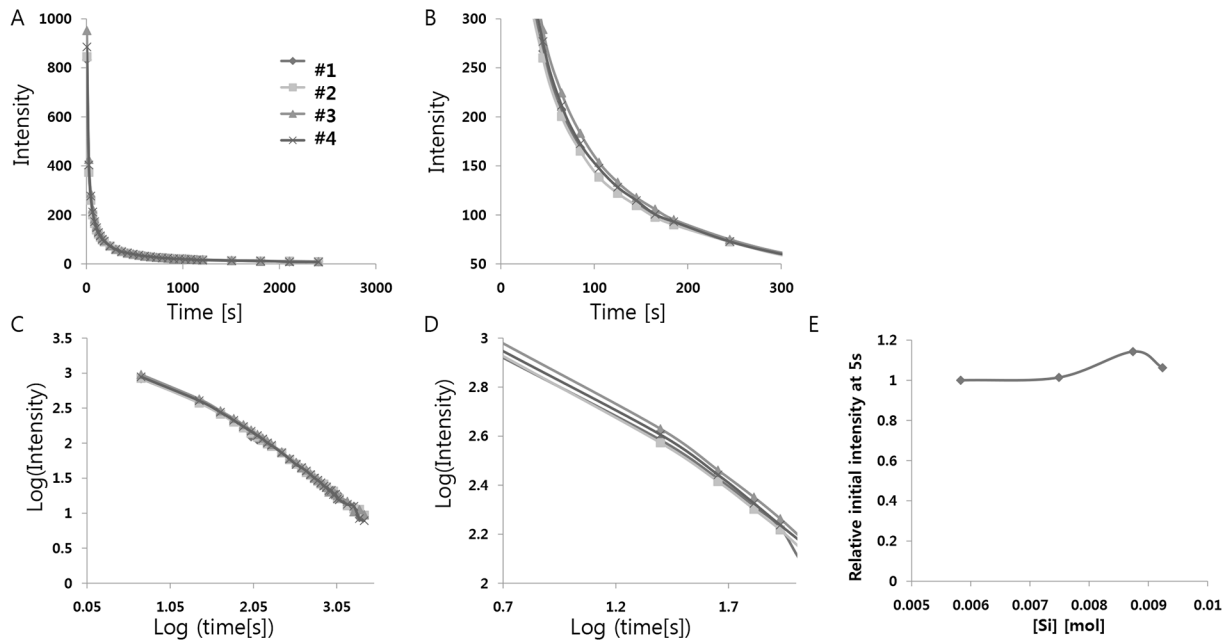 A
1000
800
600
400
200
0
0 1000 2000 3000
Intensity
Time [s]
#1
#2
#3
#4
B
300
250
200
150
100
50
0 100 200 300
Intensity
Time [s]
C
3.5
3
2.5
2
1.5
1
0.5
0
0.05 1.05 2.05 3.05
Log(Intensity)
Log (time[s])
D
3
2.8
2.6
2.4
2.2
2
0.7 1.2 1.7
Log(Intensity)
Log (time[s])
E
1.2
1
0.8
0.6
0.4
0.2
0
0.005 0.006 0.007 0.008 0.009 0.01
Relative initial intensity at 5s
[Si] [mol]